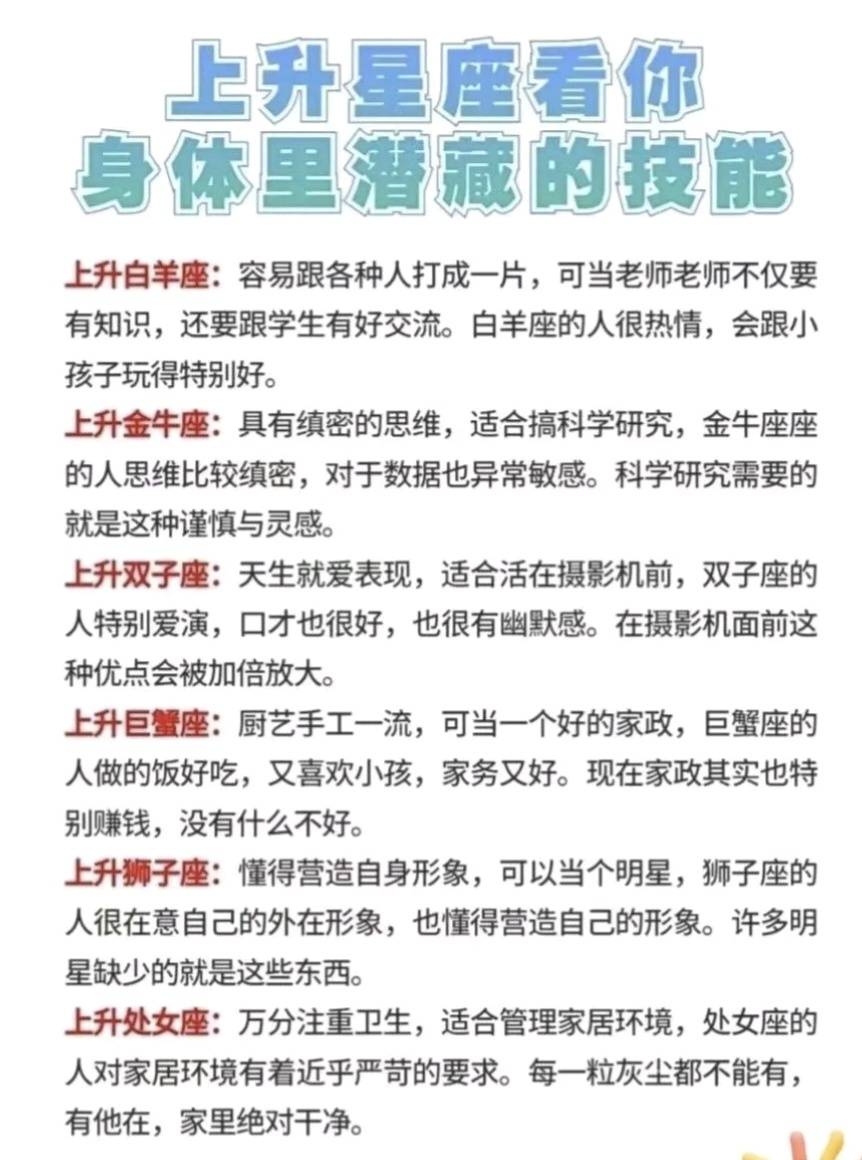 上升星座看你
身体里潜藏的技能
上升白羊座：容易跟各种人打成一片，可当老师老师不仅要
有知识，还要跟学生有好交流。白羊座的人很热情，会跟小
孩子玩得特别好。
上升金牛座：具有缜密的思维，适合搞科学研究，金牛座座
的人思维比较缜密，对于数据也异常敏感。科学研究需要的
就是这种谨慎与灵感。
上升双子座：天生就爱表现，适合活在摄影机前，双子座的
人特别爱演，口才也很好，也很有幽默感。在摄影机面前这
种优点会被加倍放大。
上升巨蟹座：厨艺手工一流，可当一个好的家政，巨蟹座的
人做的饭好吃，又喜欢小孩，家务又好。现在家政其实也特
别赚钱，没有什么不好。
上升狮子座：懂得营造自身形象，可以当个明星，狮子座的
人很在意自己的外在形象，也懂得营造自己的形象。许多明
星缺少的就是这些东西。
上升处女座：万分注重卫生，适合管理家居环境，处女座的
人对家居环境有着近乎严苛的要求。每一粒灰尘都不能有，
有他在，家里绝对干净。